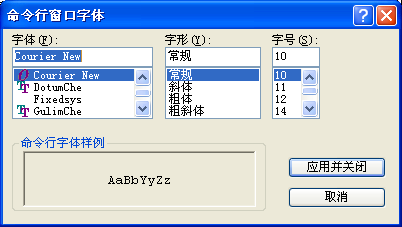 命令行窗口字体
字体(F): 字形(Y): 字号(S):
Courier New 常规 10
Courier New 常规 10
DotumChe 斜体 11
Fixedsys 粗体 12
GulimChe 粗斜体 14
命令行字体样例
AaBbYyZz
应用并关闭
取消